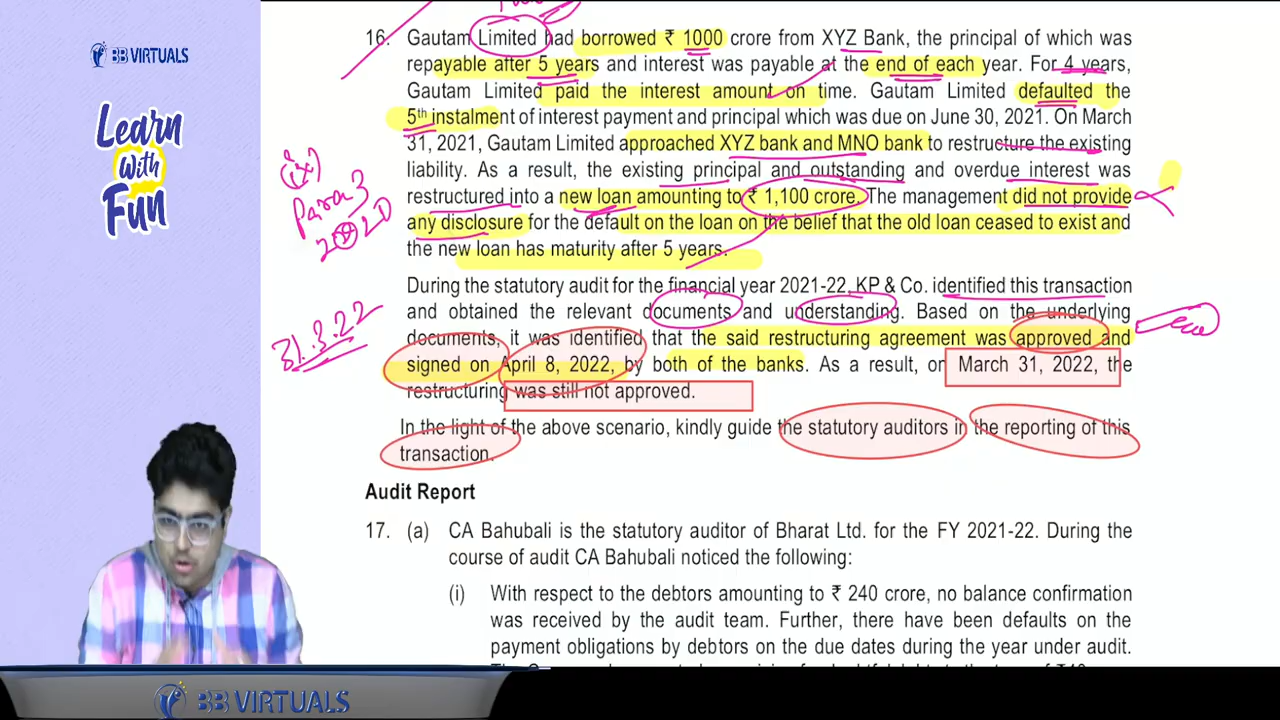 BB VIRTUALS
Learn
With
Fun
(ix)
Para 3
2020
31.3.22
16. Gautam Limited had borrowed ₹ 1000 crore from XYZ Bank, the principal of which was
repayable after 5 years and interest was payable at the end of each year. For 4 years,
Gautam Limited paid the interest amount on time. Gautam Limited defaulted the
5th instalment of interest payment and principal which was due on June 30, 2021. On March
31, 2021, Gautam Limited approached XYZ bank and MNO bank to restructure the existing
liability. As a result, the existing principal and outstanding and overdue interest was
restructured into a new loan amounting to ₹ 1,100 crore. The management did not provide
any disclosure for the default on the loan on the belief that the old loan ceased to exist and
the new loan has maturity after 5 years.
During the statutory audit for the financial year 2021-22, KP & Co. identified this transaction
and obtained the relevant documents and understanding. Based on the underlying
documents, it was identified that the said restructuring agreement was approved and
signed on April 8, 2022, by both of the banks. As a result, on March 31, 2022, the
restructuring was still not approved.
In the light of the above scenario, kindly guide the statutory auditors in the reporting of this
transaction.
Audit Report
17. (a) CA Bahubali is the statutory auditor of Bharat Ltd. for the FY 2021-22. During the
course of audit CA Bahubali noticed the following:
(i) With respect to the debtors amounting to ₹ 240 crore, no balance confirmation
was received by the audit team. Further, there have been defaults on the
payment obligations by debtors on the due dates during the year under audit.
BB VIRTUALS